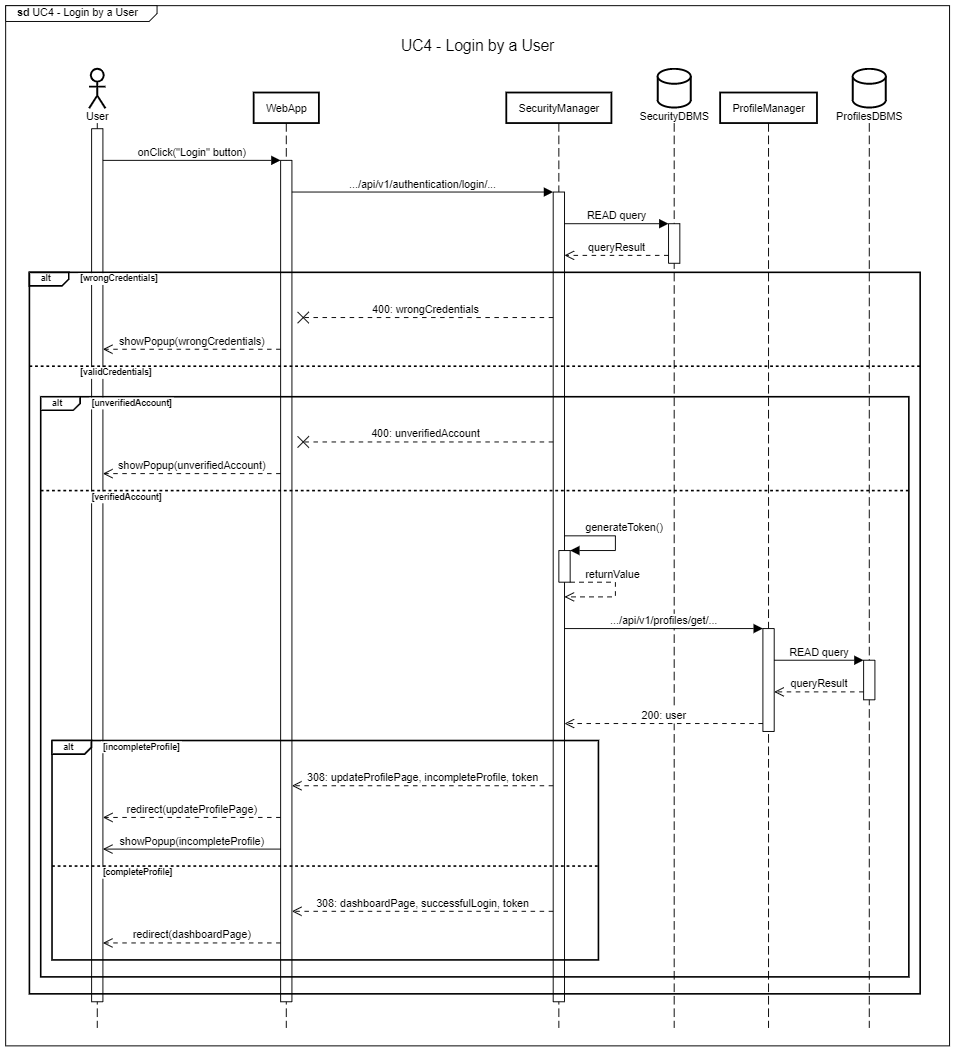 sd UC4 - Login by a User
UC4 - Login by a User
User
WebApp
SecurityManager
SecurityDBMS
ProfileManager
ProfilesDBMS
onClick("Login" button)
.../api/v1/authentication/login/...
READ query
queryResult
alt
[wrongCredentials]
400: wrongCredentials
showPopup(wrongCredentials)
[validCredentials]
alt
[unverifiedAccount]
400: unverifiedAccount
showPopup(unverifiedAccount)
[verifiedAccount]
generateToken()
returnValue
.../api/v1/profiles/get/...
READ query
queryResult
200: user
alt
[incompleteProfile]
308: updateProfilePage, incompleteProfile, token
redirect(updateProfilePage)
showPopup(incompleteProfile)
[completeProfile]
308: dashboardPage, successfulLogin, token
redirect(dashboardPage)